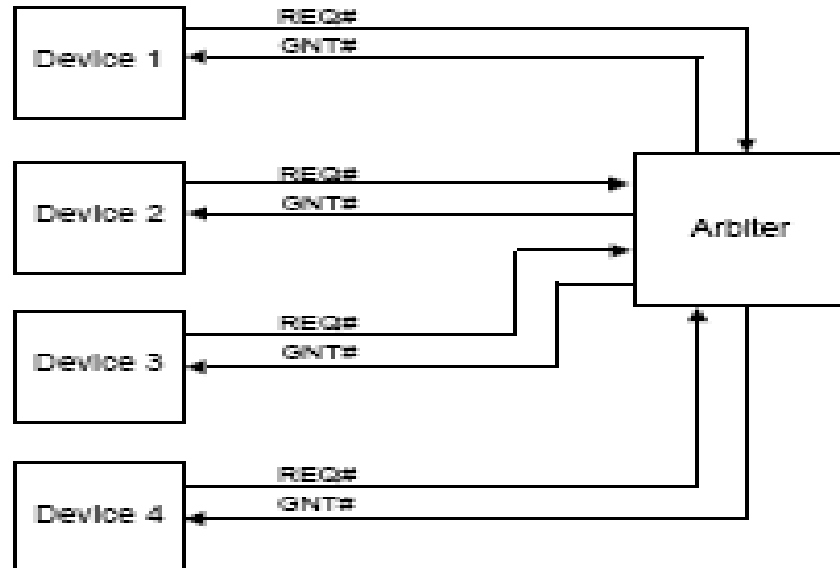 REQ#
GNT#
Device 1
REQ#
GNT#
Device 2
Arbiter
REQ#
GNT#
Device 3
REQ#
GNT#
Device 4